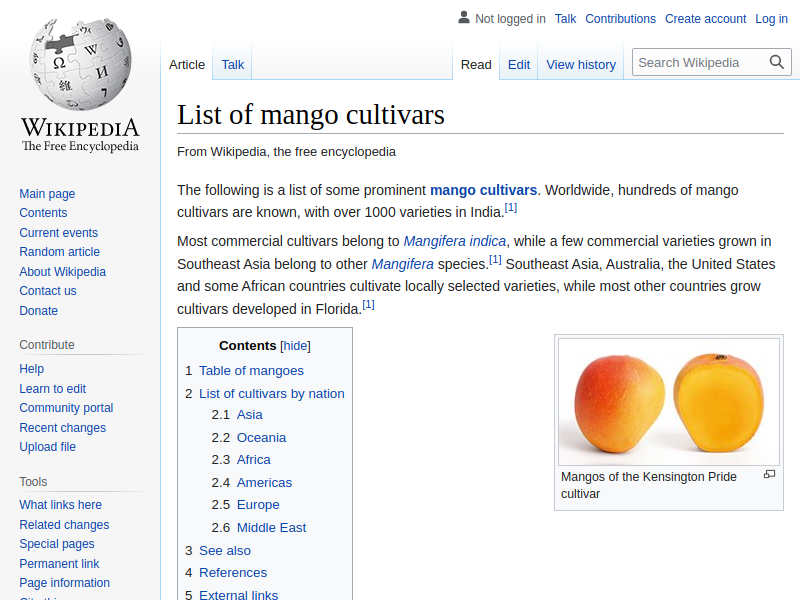 Not logged in Talk Contributions Create account Log in
Article Talk Read Edit View history Search Wikipedia
Ω W И 維
WIKIPEDIA
The Free Encyclopedia
Main page
Contents
Current events
Random article
About Wikipedia
Contact us
Donate
Contribute
Help
Learn to edit
Community portal
Recent changes
Upload file
Tools
What links here
Related changes
Special pages
Permanent link
Page information
List of mango cultivars
From Wikipedia, the free encyclopedia
The following is a list of some prominent mango cultivars. Worldwide, hundreds of mango
cultivars are known, with over 1000 varieties in India.[1]
Most commercial cultivars belong to Mangifera indica, while a few commercial varieties grown in
Southeast Asia belong to other Mangifera species.[1] Southeast Asia, Australia, the United States
and some African countries cultivate locally selected varieties, while most other countries grow
cultivars developed in Florida.[1]
Contents [hide]
1 Table of mangoes
2 List of cultivars by nation
2.1 Asia
2.2 Oceania
2.3 Africa
2.4 Americas
2.5 Europe
2.6 Middle East
3 See also
4 References
5 External links
Mangos of the Kensington Pride
cultivar